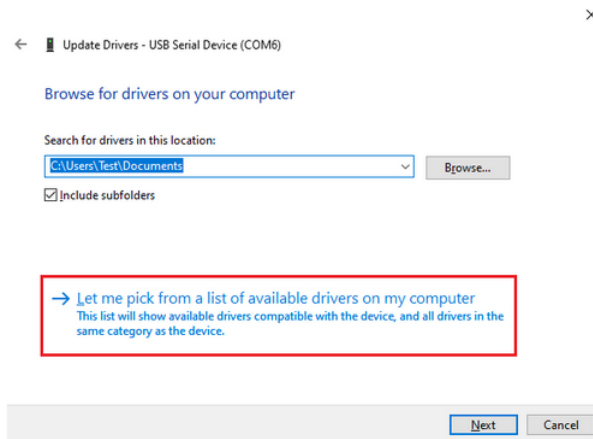 Update Drivers - USB Serial Device (COM6)
Browse for drivers on your computer
Search for drivers in this location:
C:\Users\Test\Documents
Browse...
Include subfolders
Let me pick from a list of available drivers on my computer
This list will show available drivers compatible with the device, and all drivers in the
same category as the device.
Next
Cancel